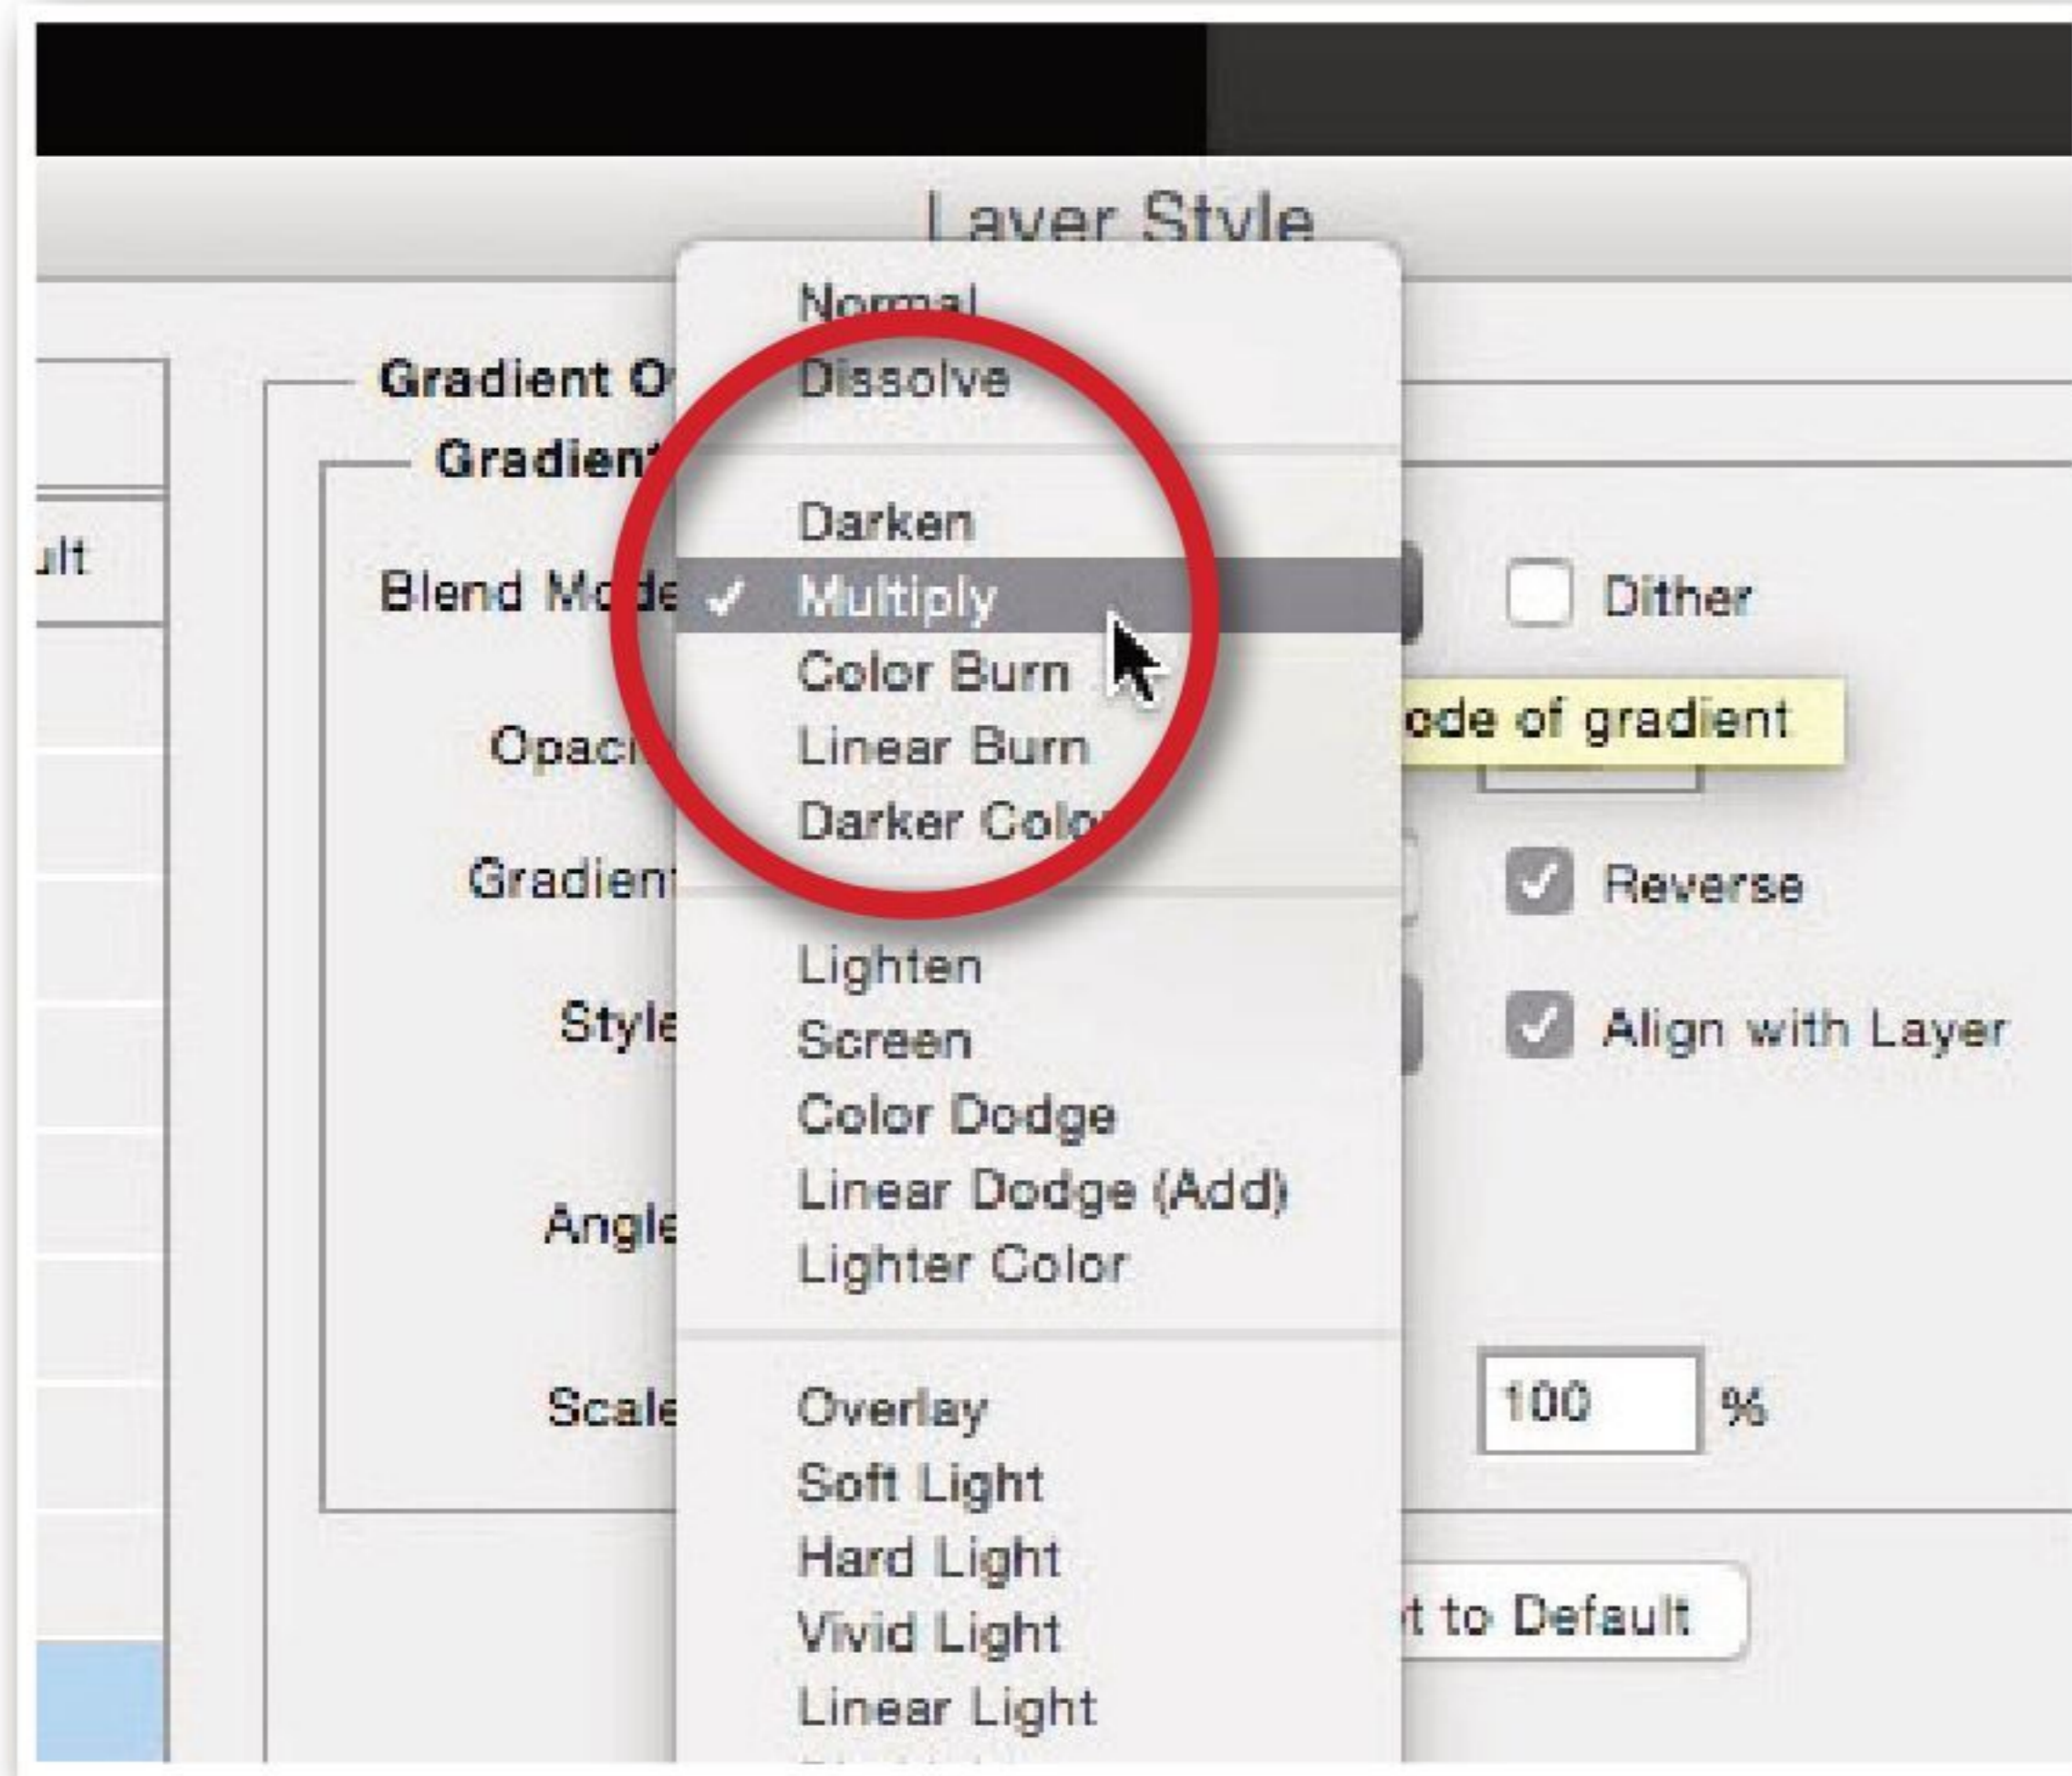 Layer Style
Normal
Gradient O
Dissolve
Gradient
Darken
ult
Blend Mode
✓ Multiply
Dither
Color Burn
ode of gradient
Opaci
Linear Burn
Darker Color
Gradient
Reverse
Lighten
Style
Screen
Align with Layer
Color Dodge
Linear Dodge (Add)
Angle
Lighter Color
Scale
Overlay
100 %
Soft Light
Hard Light
t to Default
Vivid Light
Linear Light